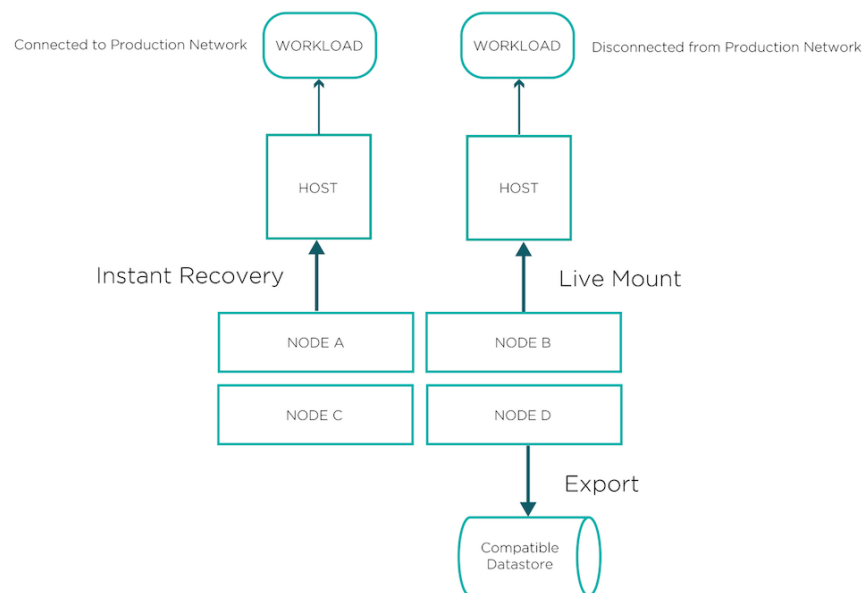 Connected to Production Network
WORKLOAD
WORKLOAD
Disconnected from Production Network
HOST
HOST
Instant Recovery
Live Mount
NODE A
NODE B
NODE C
NODE D
Export
Compatible
Datastore